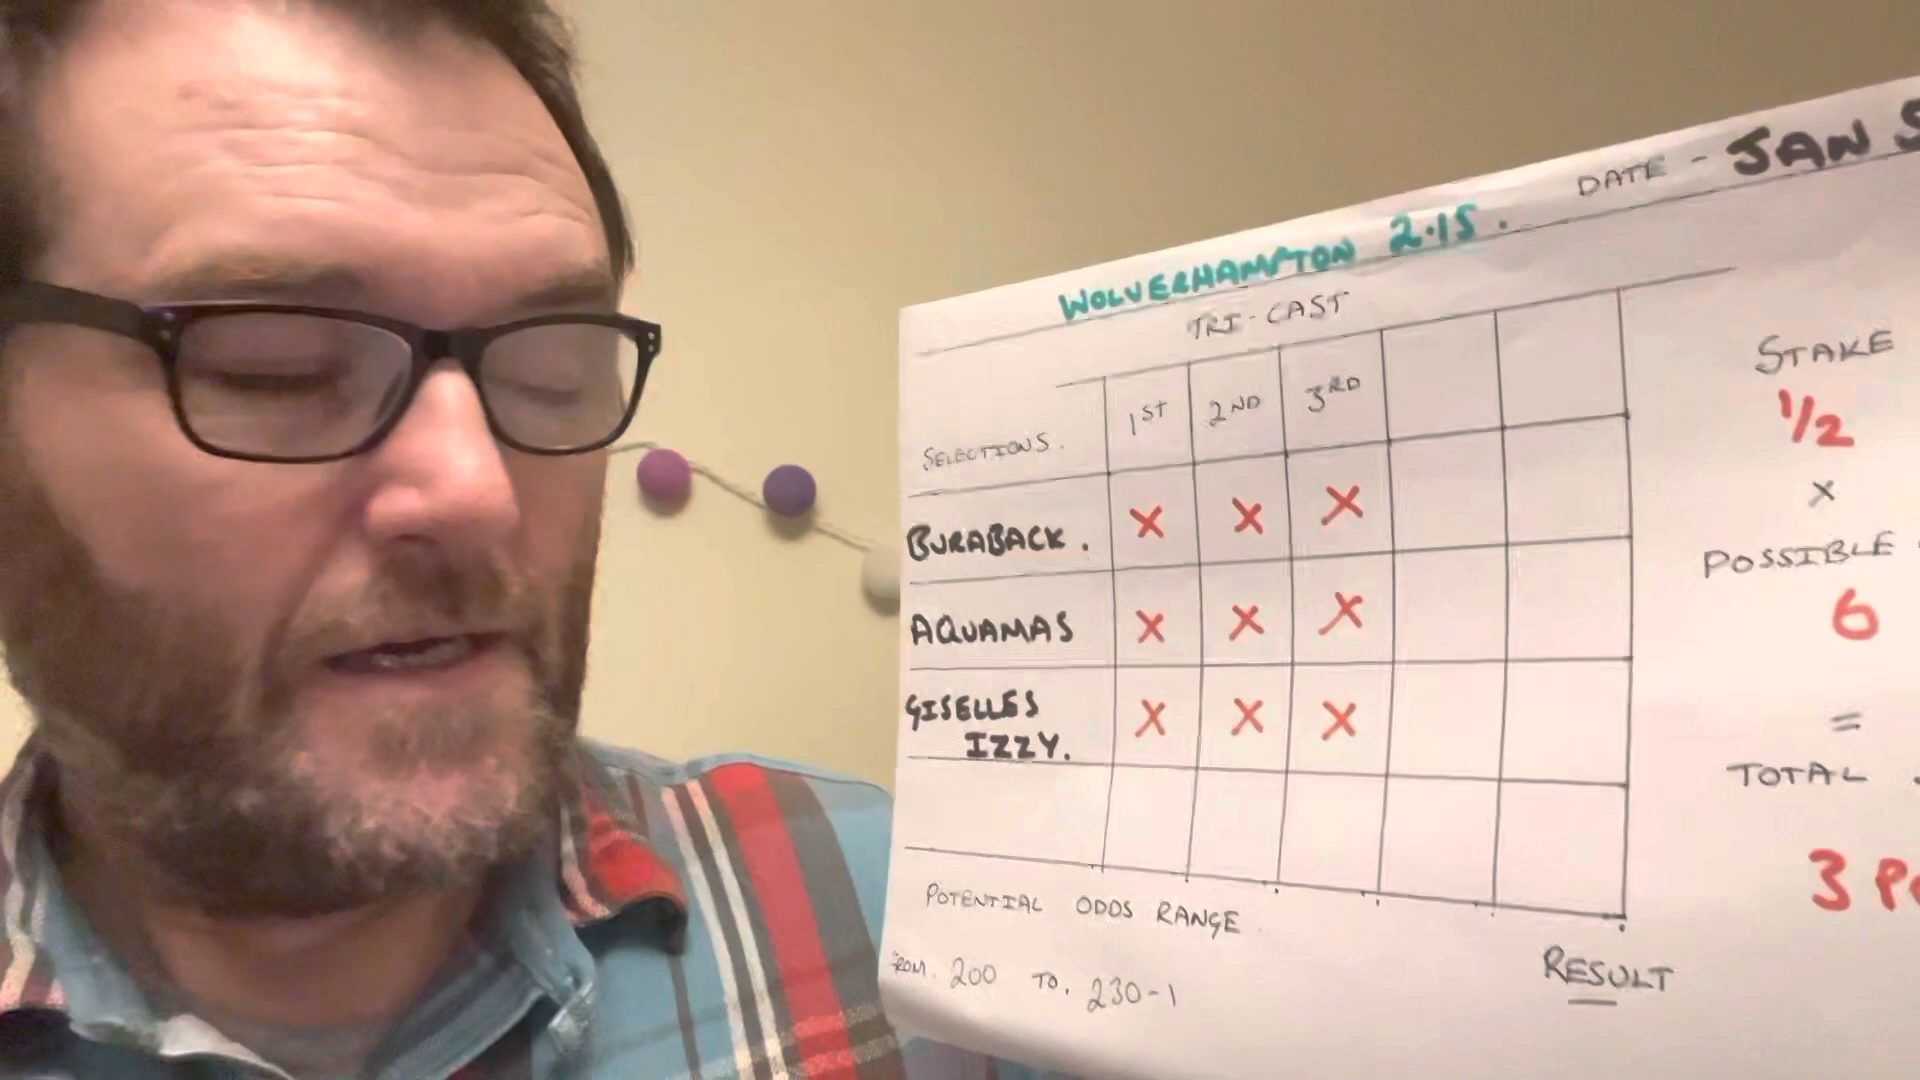 DATE - JAN
WOLVERHAMPTON 2.15.
TRI-CAST
SELECTIONS. 1ST 2ND 3RD
BURABACK. X X X
AQUAMAS X X X
GISELLES X X X
IZZY.
STAKE
1/2
x
POSSIBLE
6
=
TOTAL
3
POTENTIAL ODDS RANGE
FROM. 200 TO. 230-1
RESULT